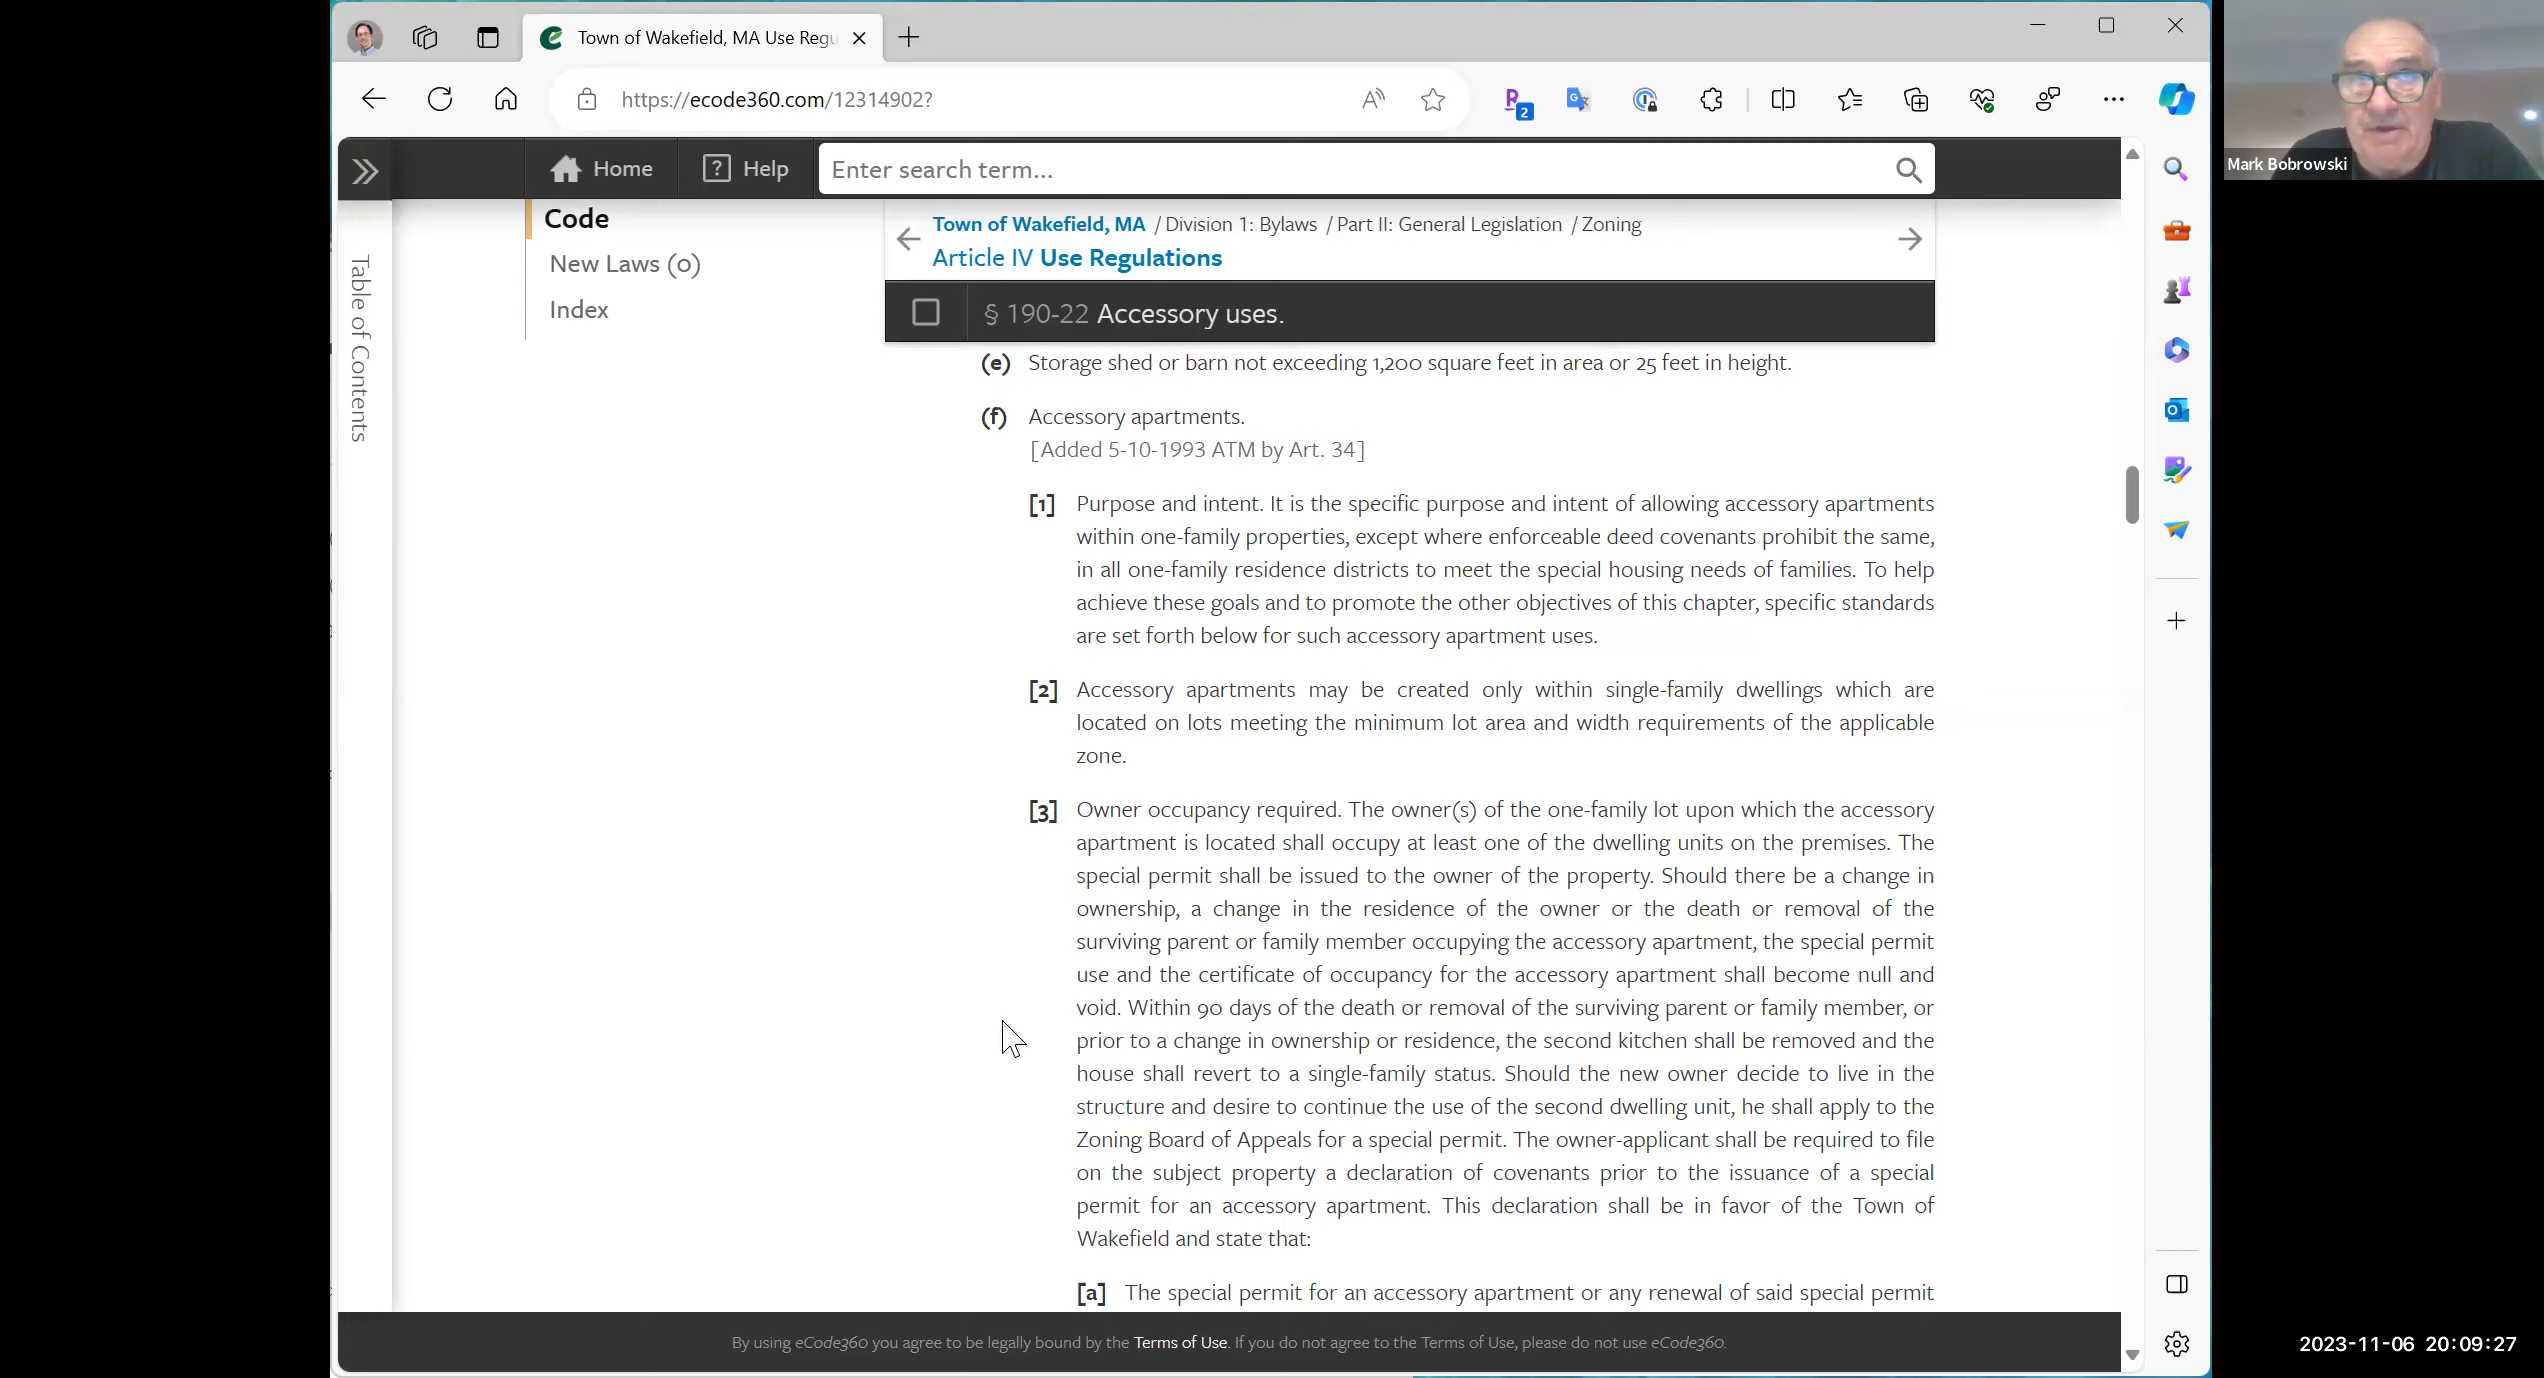 Town of Wakefield, MA Use Regu
https://ecode360.com/12314902?
2
Home
Help
Enter search term...
Mark Bobrowski
Code
New Laws (0)
Index
Table of Contents
Town of Wakefield, MA / Division 1: Bylaws / Part II: General Legislation / Zoning
Article IV Use Regulations
§ 190-22 Accessory uses.
(e) Storage shed or barn not exceeding 1,200 square feet in area or 25 feet in height.
(f) Accessory apartments.
[Added 5-10-1993 ATM by Art. 34]
[1] Purpose and intent. It is the specific purpose and intent of allowing accessory apartments
within one-family properties, except where enforceable deed covenants prohibit the same,
in all one-family residence districts to meet the special housing needs of families. To help
achieve these goals and to promote the other objectives of this chapter, specific standards
are set forth below for such accessory apartment uses.
[2] Accessory apartments may be created only within single-family dwellings which are
located on lots meeting the minimum lot area and width requirements of the applicable
zone.
[3] Owner occupancy required. The owner(s) of the one-family lot upon which the accessory
apartment is located shall occupy at least one of the dwelling units on the premises. The
special permit shall be issued to the owner of the property. Should there be a change in
ownership, a change in the residence of the owner or the death or removal of the
surviving parent or family member occupying the accessory apartment, the special permit
use and the certificate of occupancy for the accessory apartment shall become null and
void. Within 90 days of the death or removal of the surviving parent or family member, or
prior to a change in ownership or residence, the second kitchen shall be removed and the
house shall revert to a single-family status. Should the new owner decide to live in the
structure and desire to continue the use of the second dwelling unit, he shall apply to the
Zoning Board of Appeals for a special permit. The owner-applicant shall be required to file
on the subject property a declaration of covenants prior to the issuance of a special
permit for an accessory apartment. This declaration shall be in favor of the Town of
Wakefield and state that:
[a] The special permit for an accessory apartment or any renewal of said special permit
By using eCode360 you agree to be legally bound by the Terms of Use. If you do not agree to the Terms of Use, please do not use eCode360.
2023-11-06 20:09:27